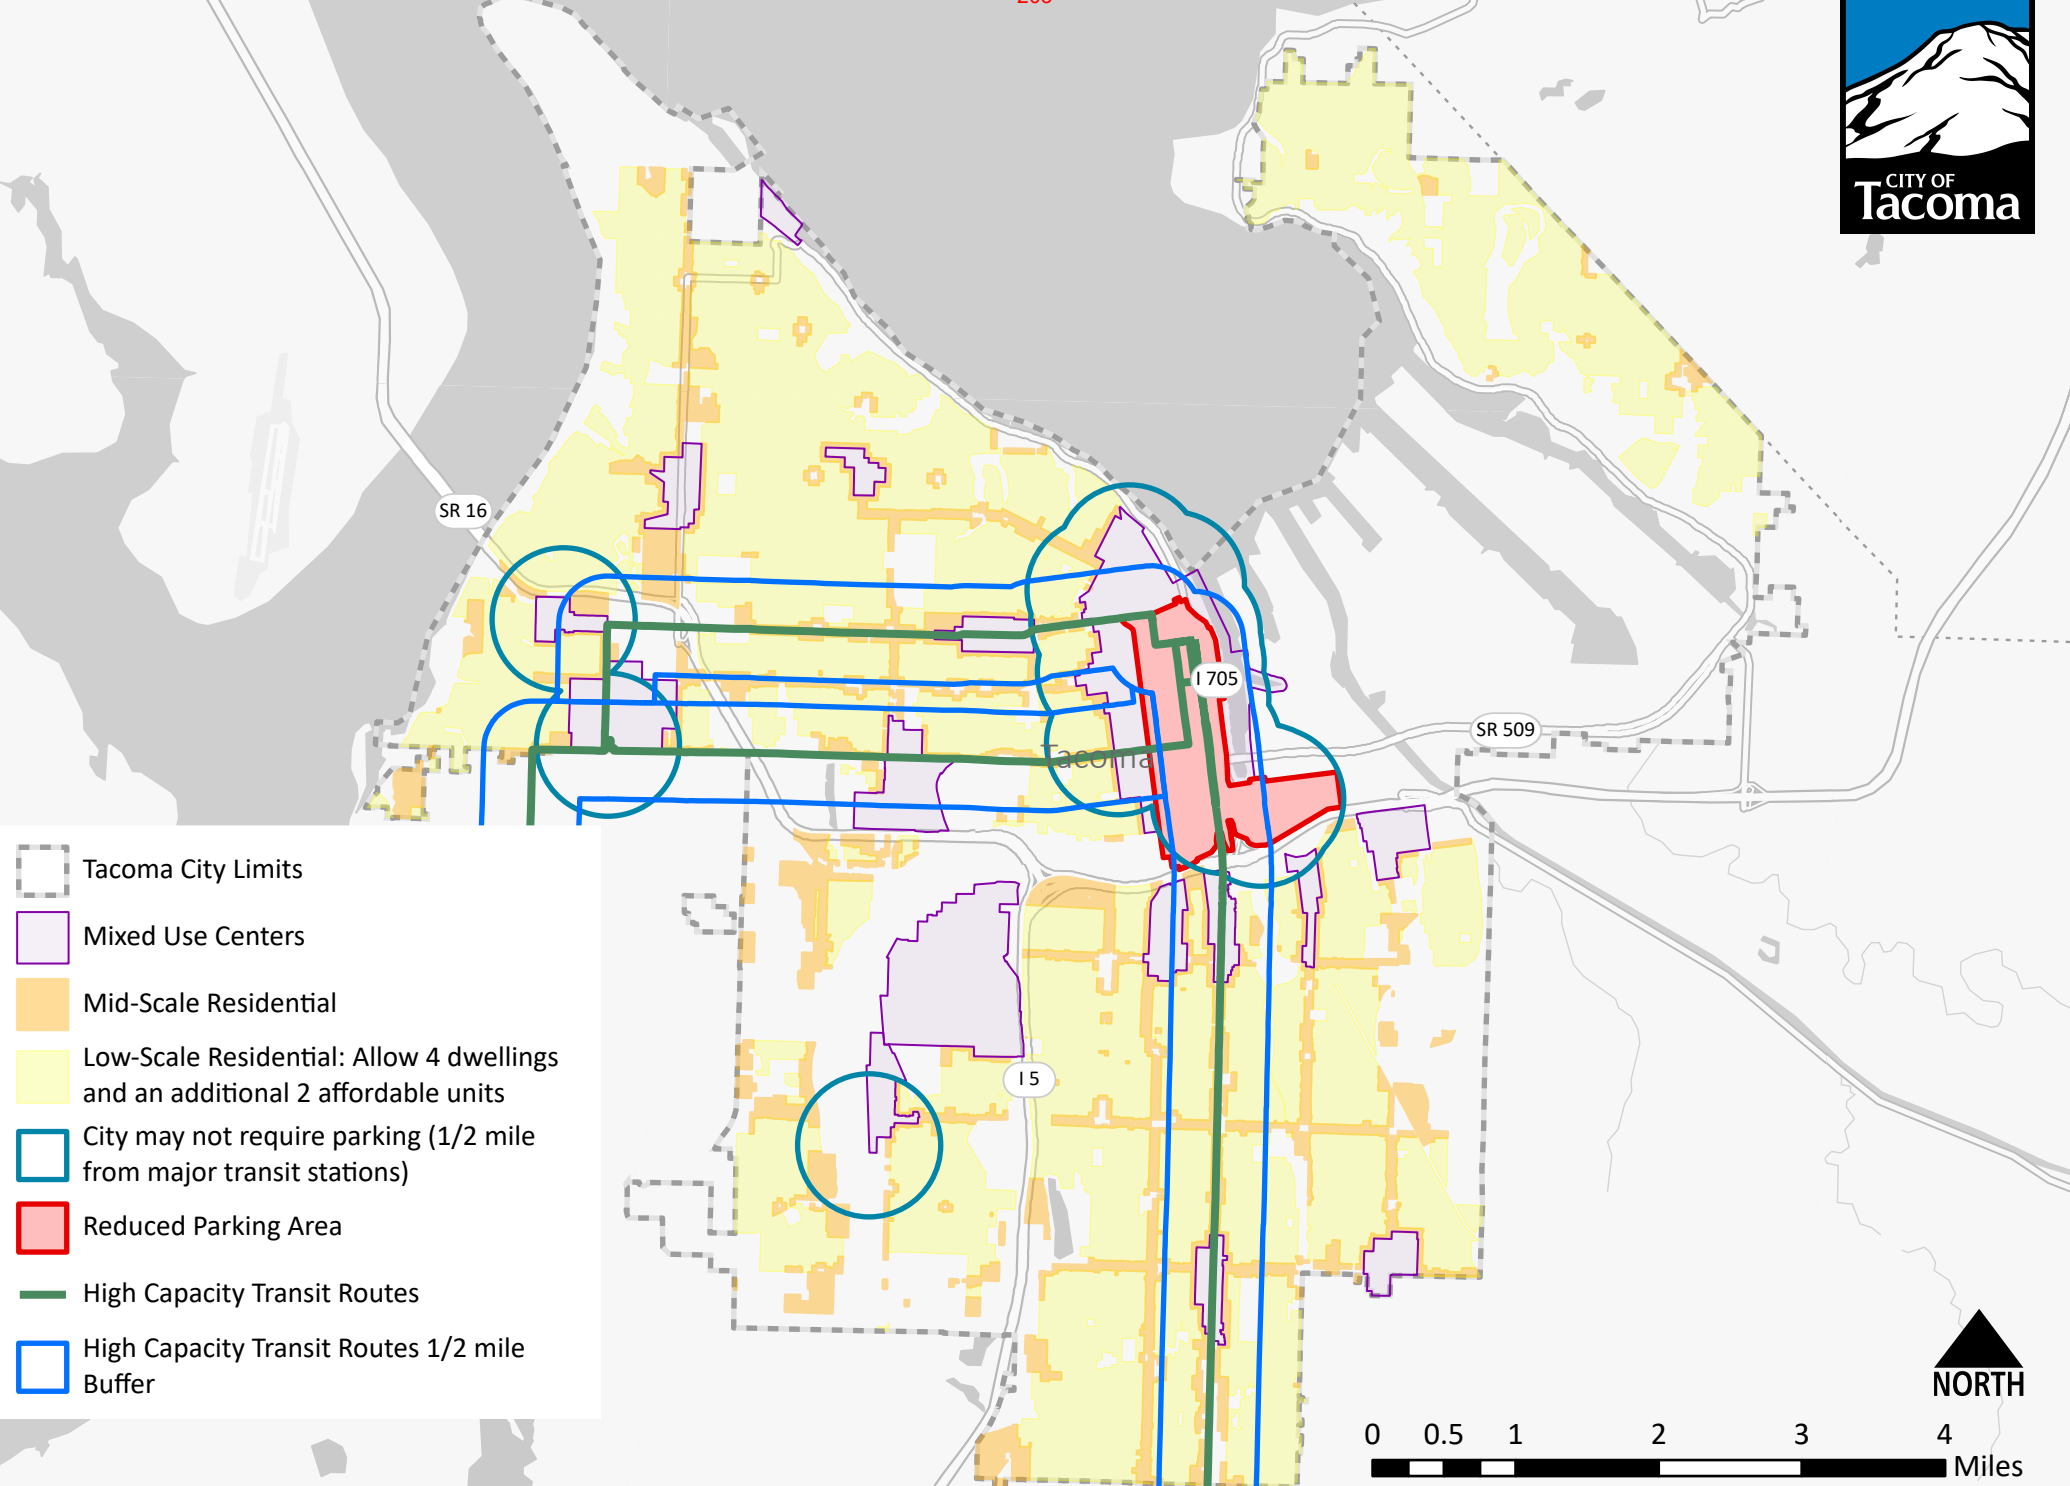 CITY OF
Tacoma
SR 16
I 705
SR 509
Tacoma
Tacoma City Limits
Mixed Use Centers
Mid-Scale Residential
Low-Scale Residential: Allow 4 dwellings
and an additional 2 affordable units
City may not require parking (1/2 mile
from major transit stations)
Reduced Parking Area
High Capacity Transit Routes
High Capacity Transit Routes 1/2 mile
Buffer
I 5
NORTH
0 0.5 1 2 3 4
Miles